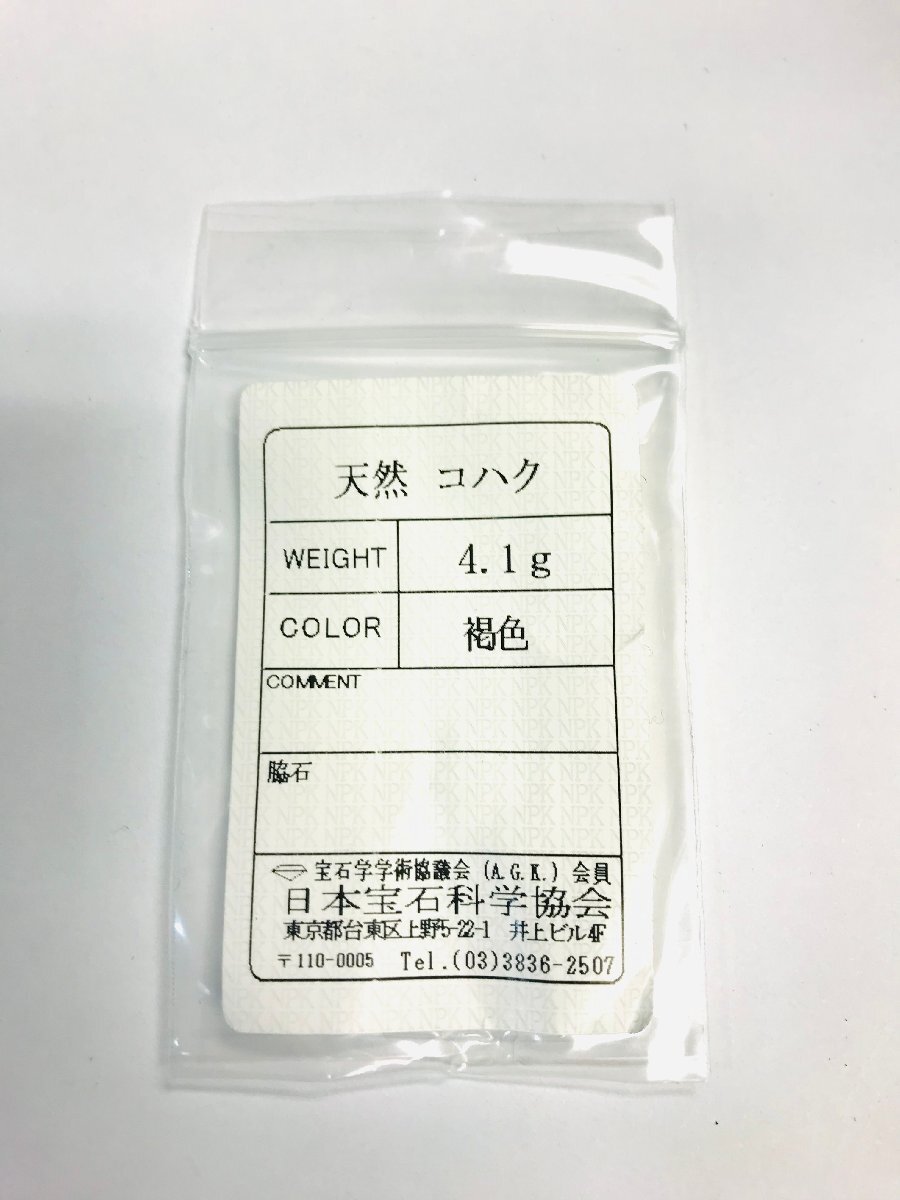 天然 コハク
WEIGHT 4.1g
COLOR 褐色
COMMENT
脇石
宝石学学術協議会 (A.G.K.) 会員
日本宝石科学協会
東京都台東区上野5-22-1 井上ビル4F
〒110-0005 Tel.(03)3836-2507